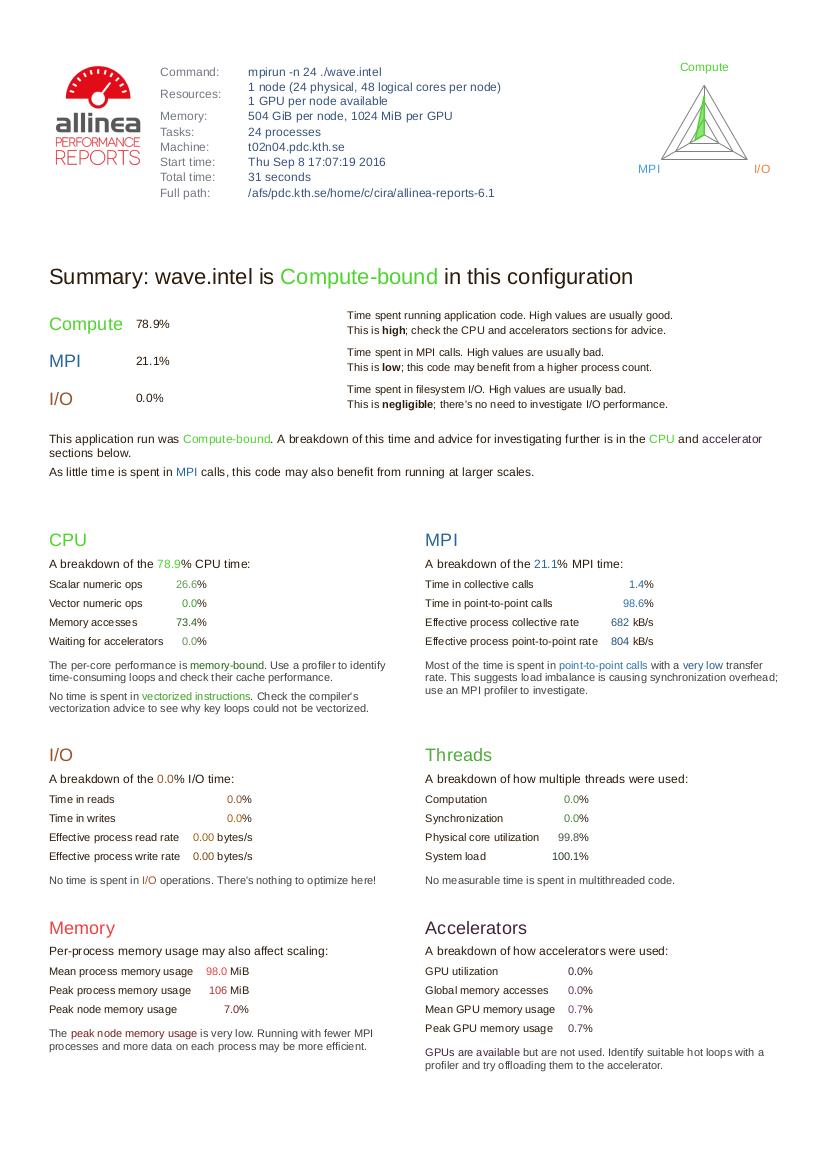 allinea
PERFORMANCE
REPORTS
Command: mpirun -n 24 ./wave.intel
Resources: 1 node (24 physical, 48 logical cores per node)
1 GPU per node available
Memory: 504 GiB per node, 1024 MiB per GPU
Tasks: 24 processes
Machine: t02n04.pdc.kth.se
Start time: Thu Sep 8 17:07:19 2016
Total time: 31 seconds
Full path: /afs/pdc.kth.se/home/c/cira/allinea-reports-6.1
Compute
MPI I/O
Summary: wave.intel is Compute-bound in this configuration
Compute 78.9%
Time spent running application code. High values are usually good.
This is high; check the CPU and accelerators sections for advice.
MPI 21.1%
Time spent in MPI calls. High values are usually bad.
This is low; this code may benefit from a higher process count.
I/O 0.0%
Time spent in filesystem I/O. High values are usually bad.
This is negligible; there's no need to investigate I/O performance.
This application run was Compute-bound. A breakdown of this time and advice for investigating further is in the CPU and accelerator
sections below.
As little time is spent in MPI calls, this code may also benefit from running at larger scales.
CPU
A breakdown of the 78.9% CPU time:
Scalar numeric ops 26.6%
Vector numeric ops 0.0%
Memory accesses 73.4%
Waiting for accelerators 0.0%
The per-core performance is memory-bound. Use a profiler to identify
time-consuming loops and check their cache performance.
No time is spent in vectorized instructions. Check the compiler's
vectorization advice to see why key loops could not be vectorized.
MPI
A breakdown of the 21.1% MPI time:
Time in collective calls 1.4%
Time in point-to-point calls 98.6%
Effective process collective rate 682 kB/s
Effective process point-to-point rate 804 kB/s
Most of the time is spent in point-to-point calls with a very low transfer
rate. This suggests load imbalance is causing synchronization overhead;
use an MPI profiler to investigate.
I/O
A breakdown of the 0.0% I/O time:
Time in reads 0.0%
Time in writes 0.0%
Effective process read rate 0.00 bytes/s
Effective process write rate 0.00 bytes/s
No time is spent in I/O operations. There's nothing to optimize here!
Threads
A breakdown of how multiple threads were used:
Computation 0.0%
Synchronization 0.0%
Physical core utilization 99.8%
System load 100.1%
No measurable time is spent in multithreaded code.
Memory
Per-process memory usage may also affect scaling:
Mean process memory usage 98.0 MiB
Peak process memory usage 106 MiB
Peak node memory usage 7.0%
The peak node memory usage is very low. Running with fewer MPI
processes and more data on each process may be more efficient.
Accelerators
A breakdown of how accelerators were used:
GPU utilization 0.0%
Global memory accesses 0.0%
Mean GPU memory usage 0.7%
Peak GPU memory usage 0.7%
GPUs are available but are not used. Identify suitable hot loops with a
profiler and try offloading them to the accelerator.